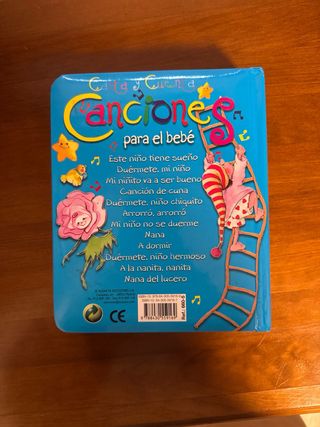 Canta y Cuenta
Canciones
para el bebé
Este niño tiene sueño
Duérmete, mi niño
Mi niñito va a ser bueno
Canción de cuna
Duérmete, niño chiquito
Arrorró, arrorró
Mi niño no se duerme
Nana
A dormir
Duérmete, niño hermoso
A la nanita, nanita
Nana del lucero
CE